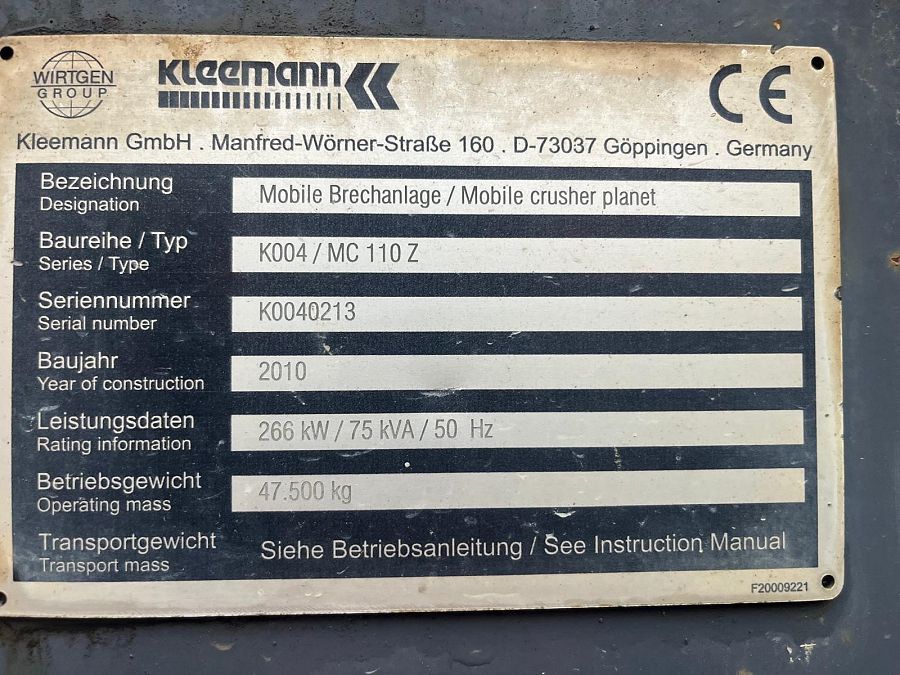 WIRTGEN
GROUP
KLEEMANN
CE
Kleemann GmbH . Manfred-Wörner-Straße 160 . D-73037 Göppingen . Germany
Bezeichnung
Designation
Mobile Brechanlage / Mobile crusher planet
Baureihe / Typ
Series / Type
K004 / MC 110 Z
Seriennummer
Serial number
K0040213
Baujahr
Year of construction
2010
Leistungsdaten
Rating information
266 kW / 75 kVA / 50 Hz
Betriebsgewicht
Operating mass
47.500 kg
Transportgewicht
Transport mass
Siehe Betriebsanleitung / See Instruction Manual
F20009221